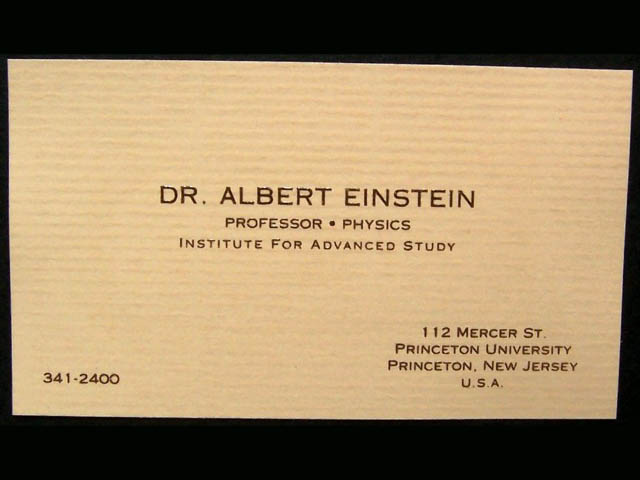 DR. ALBERT EINSTEIN
PROFESSOR • PHYSICS
INSTITUTE FOR ADVANCED STUDY
341-2400
112 MERCER ST.
PRINCETON UNIVERSITY
PRINCETON, NEW JERSEY
U.S.A.